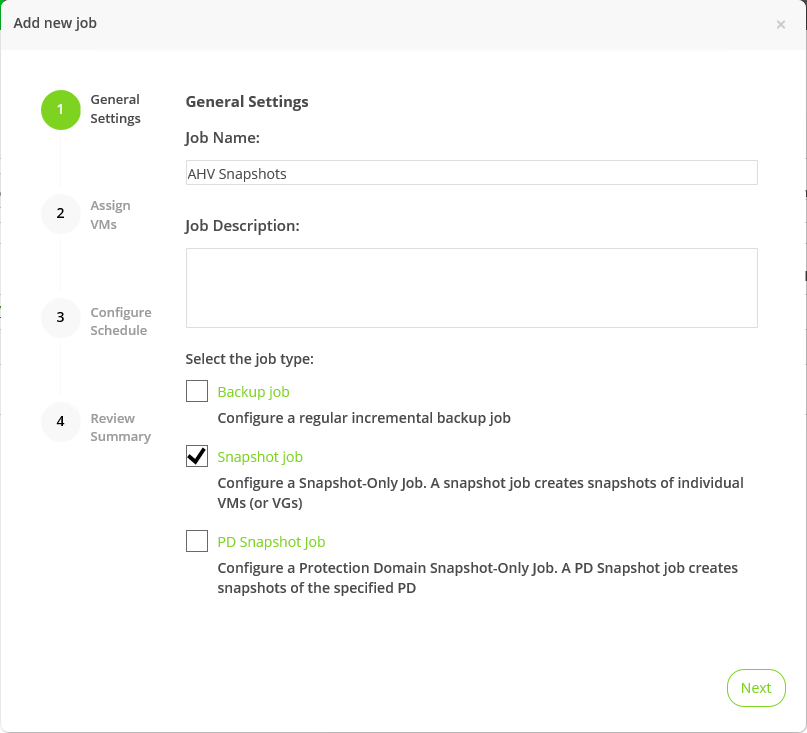 Add new job
×
1
General
Settings
2
Assign
VMs
3
Configure
Schedule
4
Review
Summary
General Settings
Job Name:
AHV Snapshots
Job Description:
Select the job type:
Backup job
Configure a regular incremental backup job
Snapshot job
Configure a Snapshot-Only Job. A snapshot job creates snapshots of individual
VMs (or VGs)
PD Snapshot Job
Configure a Protection Domain Snapshot-Only Job. A PD Snapshot job creates
snapshots of the specified PD
Next